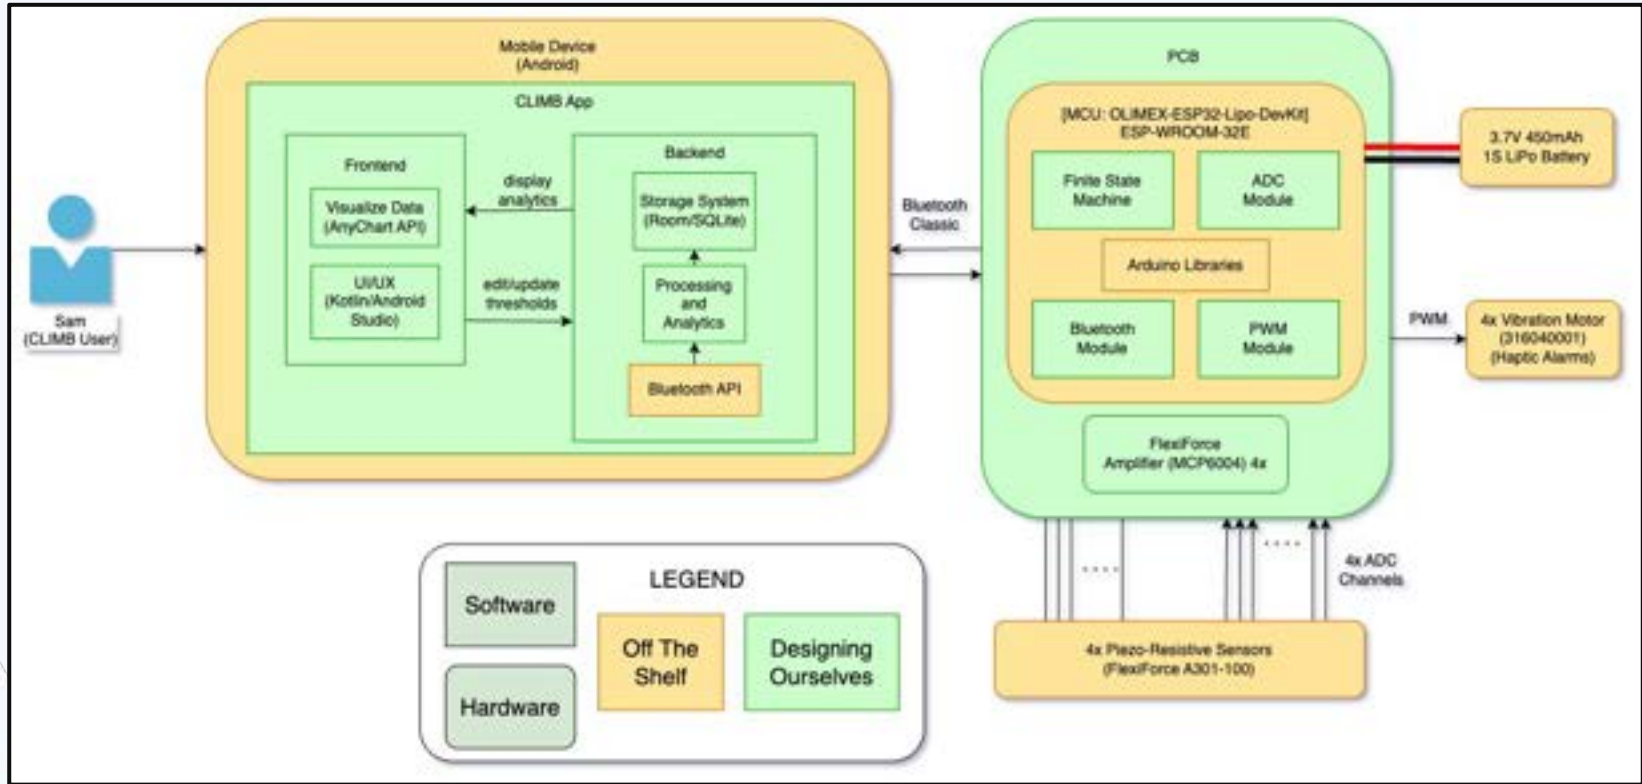 Mobile Device
(Android)
CLIMB App
Frontend
Visualize Data
(AnyChart API)
UI/UX
(Kotlin/Android
Studio)
display
analytics
edit/update
thresholds
Backend
Storage System
(Room/SQLite)
Processing
and
Analytics
Bluetooth API
Sam
(CLIMB User)
Bluetooth
Classic
PCB
[MCU: OLIMEX-ESP32-Lipo-DevKit]
ESP-WROOM-32E
Finite State
Machine
ADC
Module
Arduino Libraries
Bluetooth
Module
PWM
Module
FlexiForce
Amplifier (MCP6004) 4x
3.7V 450mAh
1S LiPo Battery
PWM
4x Vibration Motor
(316040001)
(Haptic Alarms)
4x ADC
Channels
4x Piezo-Resistive Sensors
(FlexiForce A301-100)
LEGEND
Software
Hardware
Off The
Shelf
Designing
Ourselves